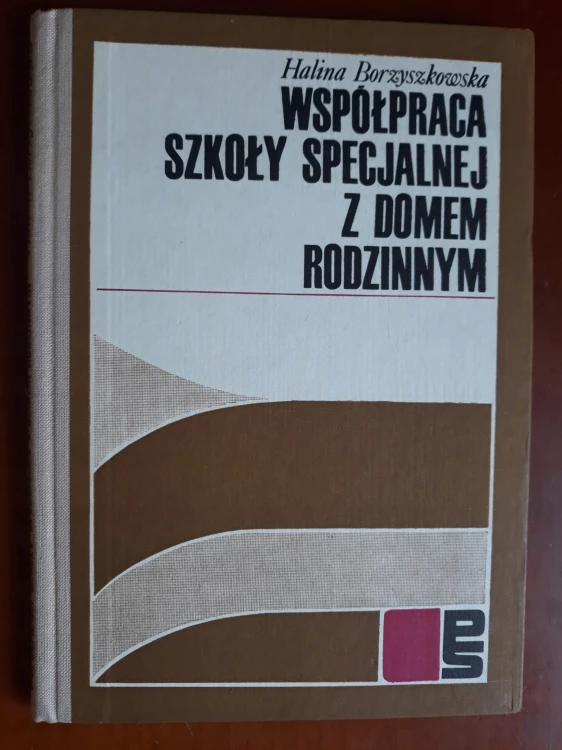 Halina Borzyszkowska
WSPÓŁPRACA
SZKOŁY SPECJALNEJ
Z DOMEM
RODZINNYM
PS